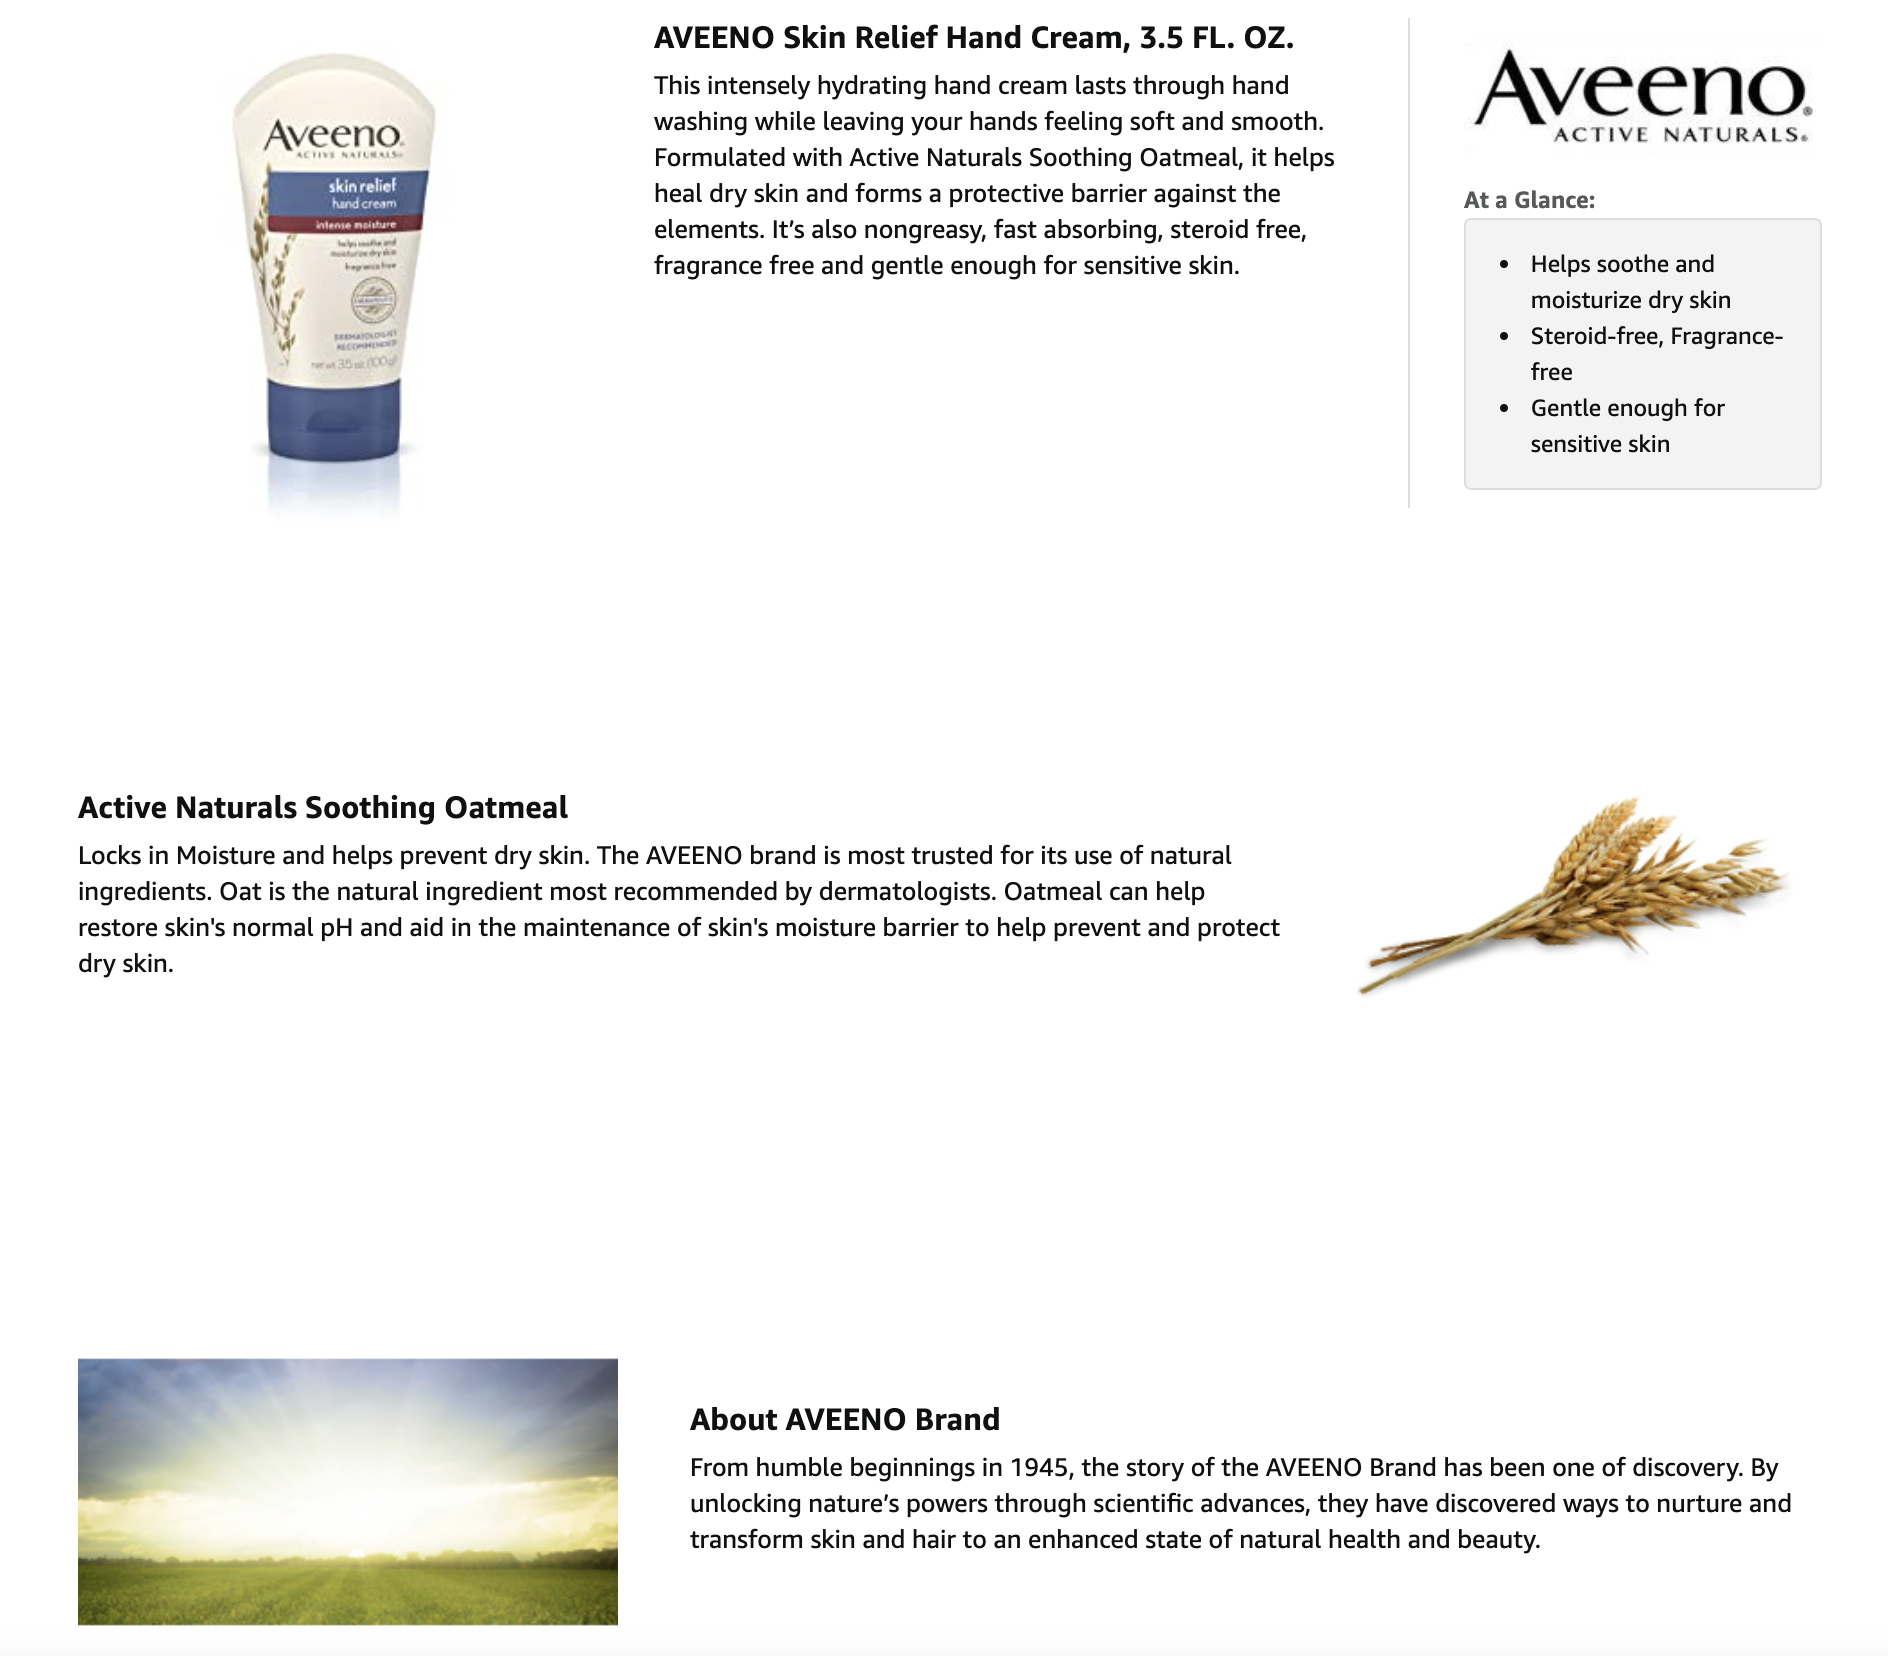 Aveeno®
ACTIVE NATURALS®
skin relief
hand cream
intense moisture
helps soothe and
moisturize dry skin
fragrance free
DERMATOLOGIST
RECOMMENDED
net wt 3.5 oz (100 g)
AVEENO Skin Relief Hand Cream, 3.5 FL. OZ.
This intensely hydrating hand cream lasts through hand
washing while leaving your hands feeling soft and smooth.
Formulated with Active Naturals Soothing Oatmeal, it helps
heal dry skin and forms a protective barrier against the
elements. It’s also nongreasy, fast absorbing, steroid free,
fragrance free and gentle enough for sensitive skin.
Aveeno®
ACTIVE NATURALS®
At a Glance:
• Helps soothe and
moisturize dry skin
• Steroid-free, Fragrance-
free
• Gentle enough for
sensitive skin
Active Naturals Soothing Oatmeal
Locks in Moisture and helps prevent dry skin. The AVEENO brand is most trusted for its use of natural
ingredients. Oat is the natural ingredient most recommended by dermatologists. Oatmeal can help
restore skin's normal pH and aid in the maintenance of skin's moisture barrier to help prevent and protect
dry skin.
About AVEENO Brand
From humble beginnings in 1945, the story of the AVEENO Brand has been one of discovery. By
unlocking nature’s powers through scientific advances, they have discovered ways to nurture and
transform skin and hair to an enhanced state of natural health and beauty.